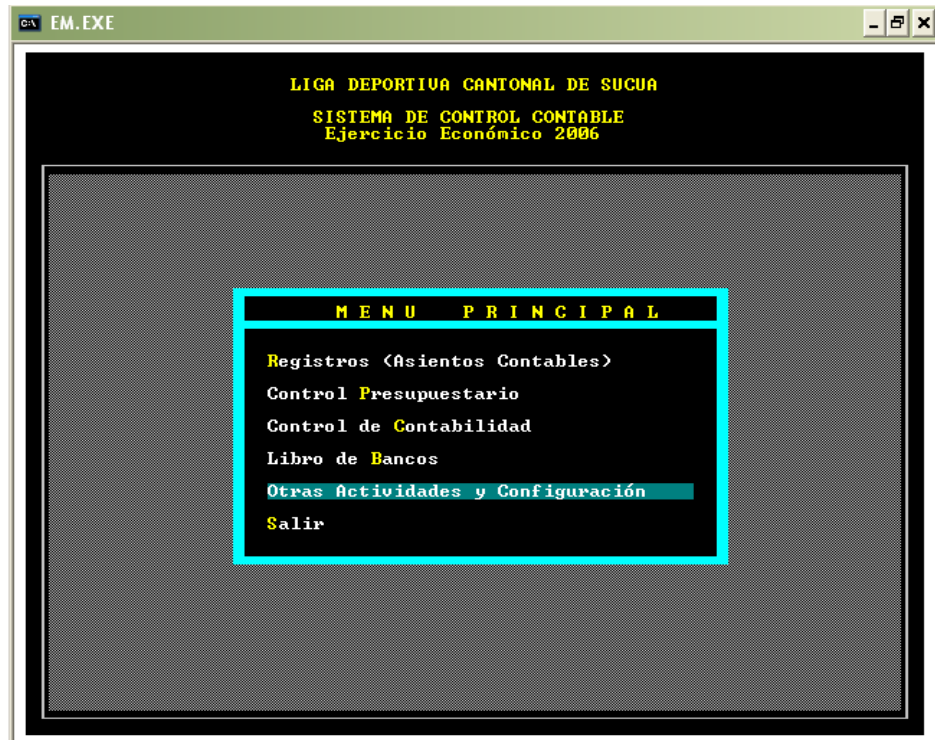 EM.EXE
LIGA DEPORTIVA CANTONAL DE SUCUA
SISTEMA DE CONTROL CONTABLE
Ejercicio Económico 2006
M E N U P R I N C I P A L
Registros (Asientos Contables)
Control Presupuestario
Control de Contabilidad
Libro de Bancos
Otras Actividades y Configuración
Salir